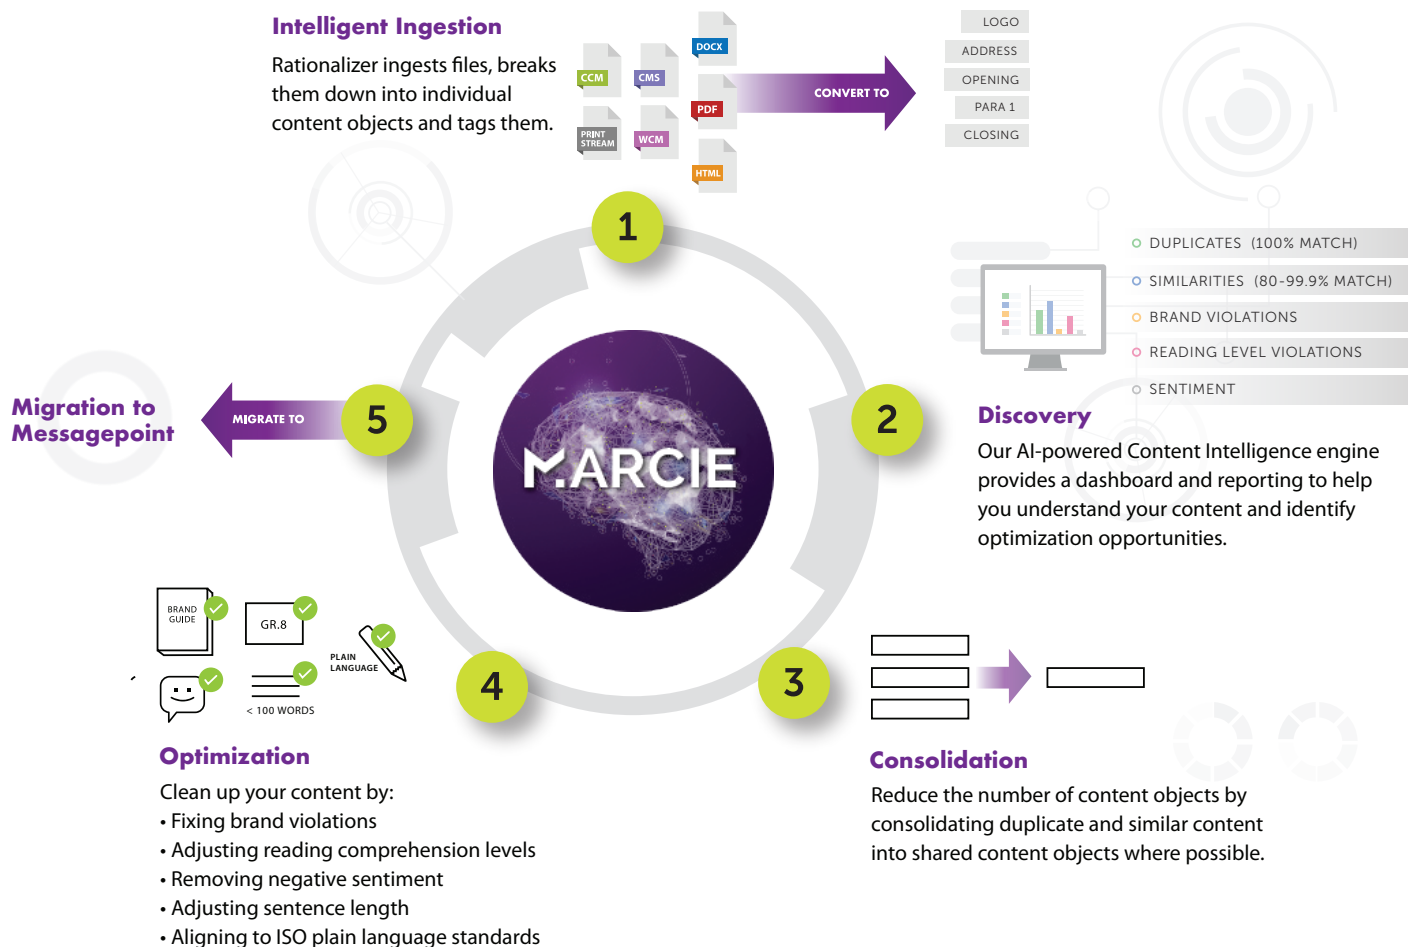 Intelligent Ingestion
Rationalizer ingests files, breaks
them down into individual
content objects and tags them.
CCM
CMS
DOCX
PDF
PRINT
STREAM
WCM
HTML
CONVERT TO
LOGO
ADDRESS
OPENING
PARA 1
CLOSING
1
DUPLICATES (100% MATCH)
SIMILARITIES (80-99.9% MATCH)
BRAND VIOLATIONS
READING LEVEL VIOLATIONS
SENTIMENT
2
Discovery
Our AI-powered Content Intelligence engine
provides a dashboard and reporting to help
you understand your content and identify
optimization opportunities.
MARCIE
3
Consolidation
Reduce the number of content objects by
consolidating duplicate and similar content
into shared content objects where possible.
4
BRAND
GUIDE
GR.8
PLAIN
LANGUAGE
< 100 WORDS
Optimization
Clean up your content by:
• Fixing brand violations
• Adjusting reading comprehension levels
• Removing negative sentiment
• Adjusting sentence length
• Aligning to ISO plain language standards
5
MIGRATE TO
Migration to
Messagepoint